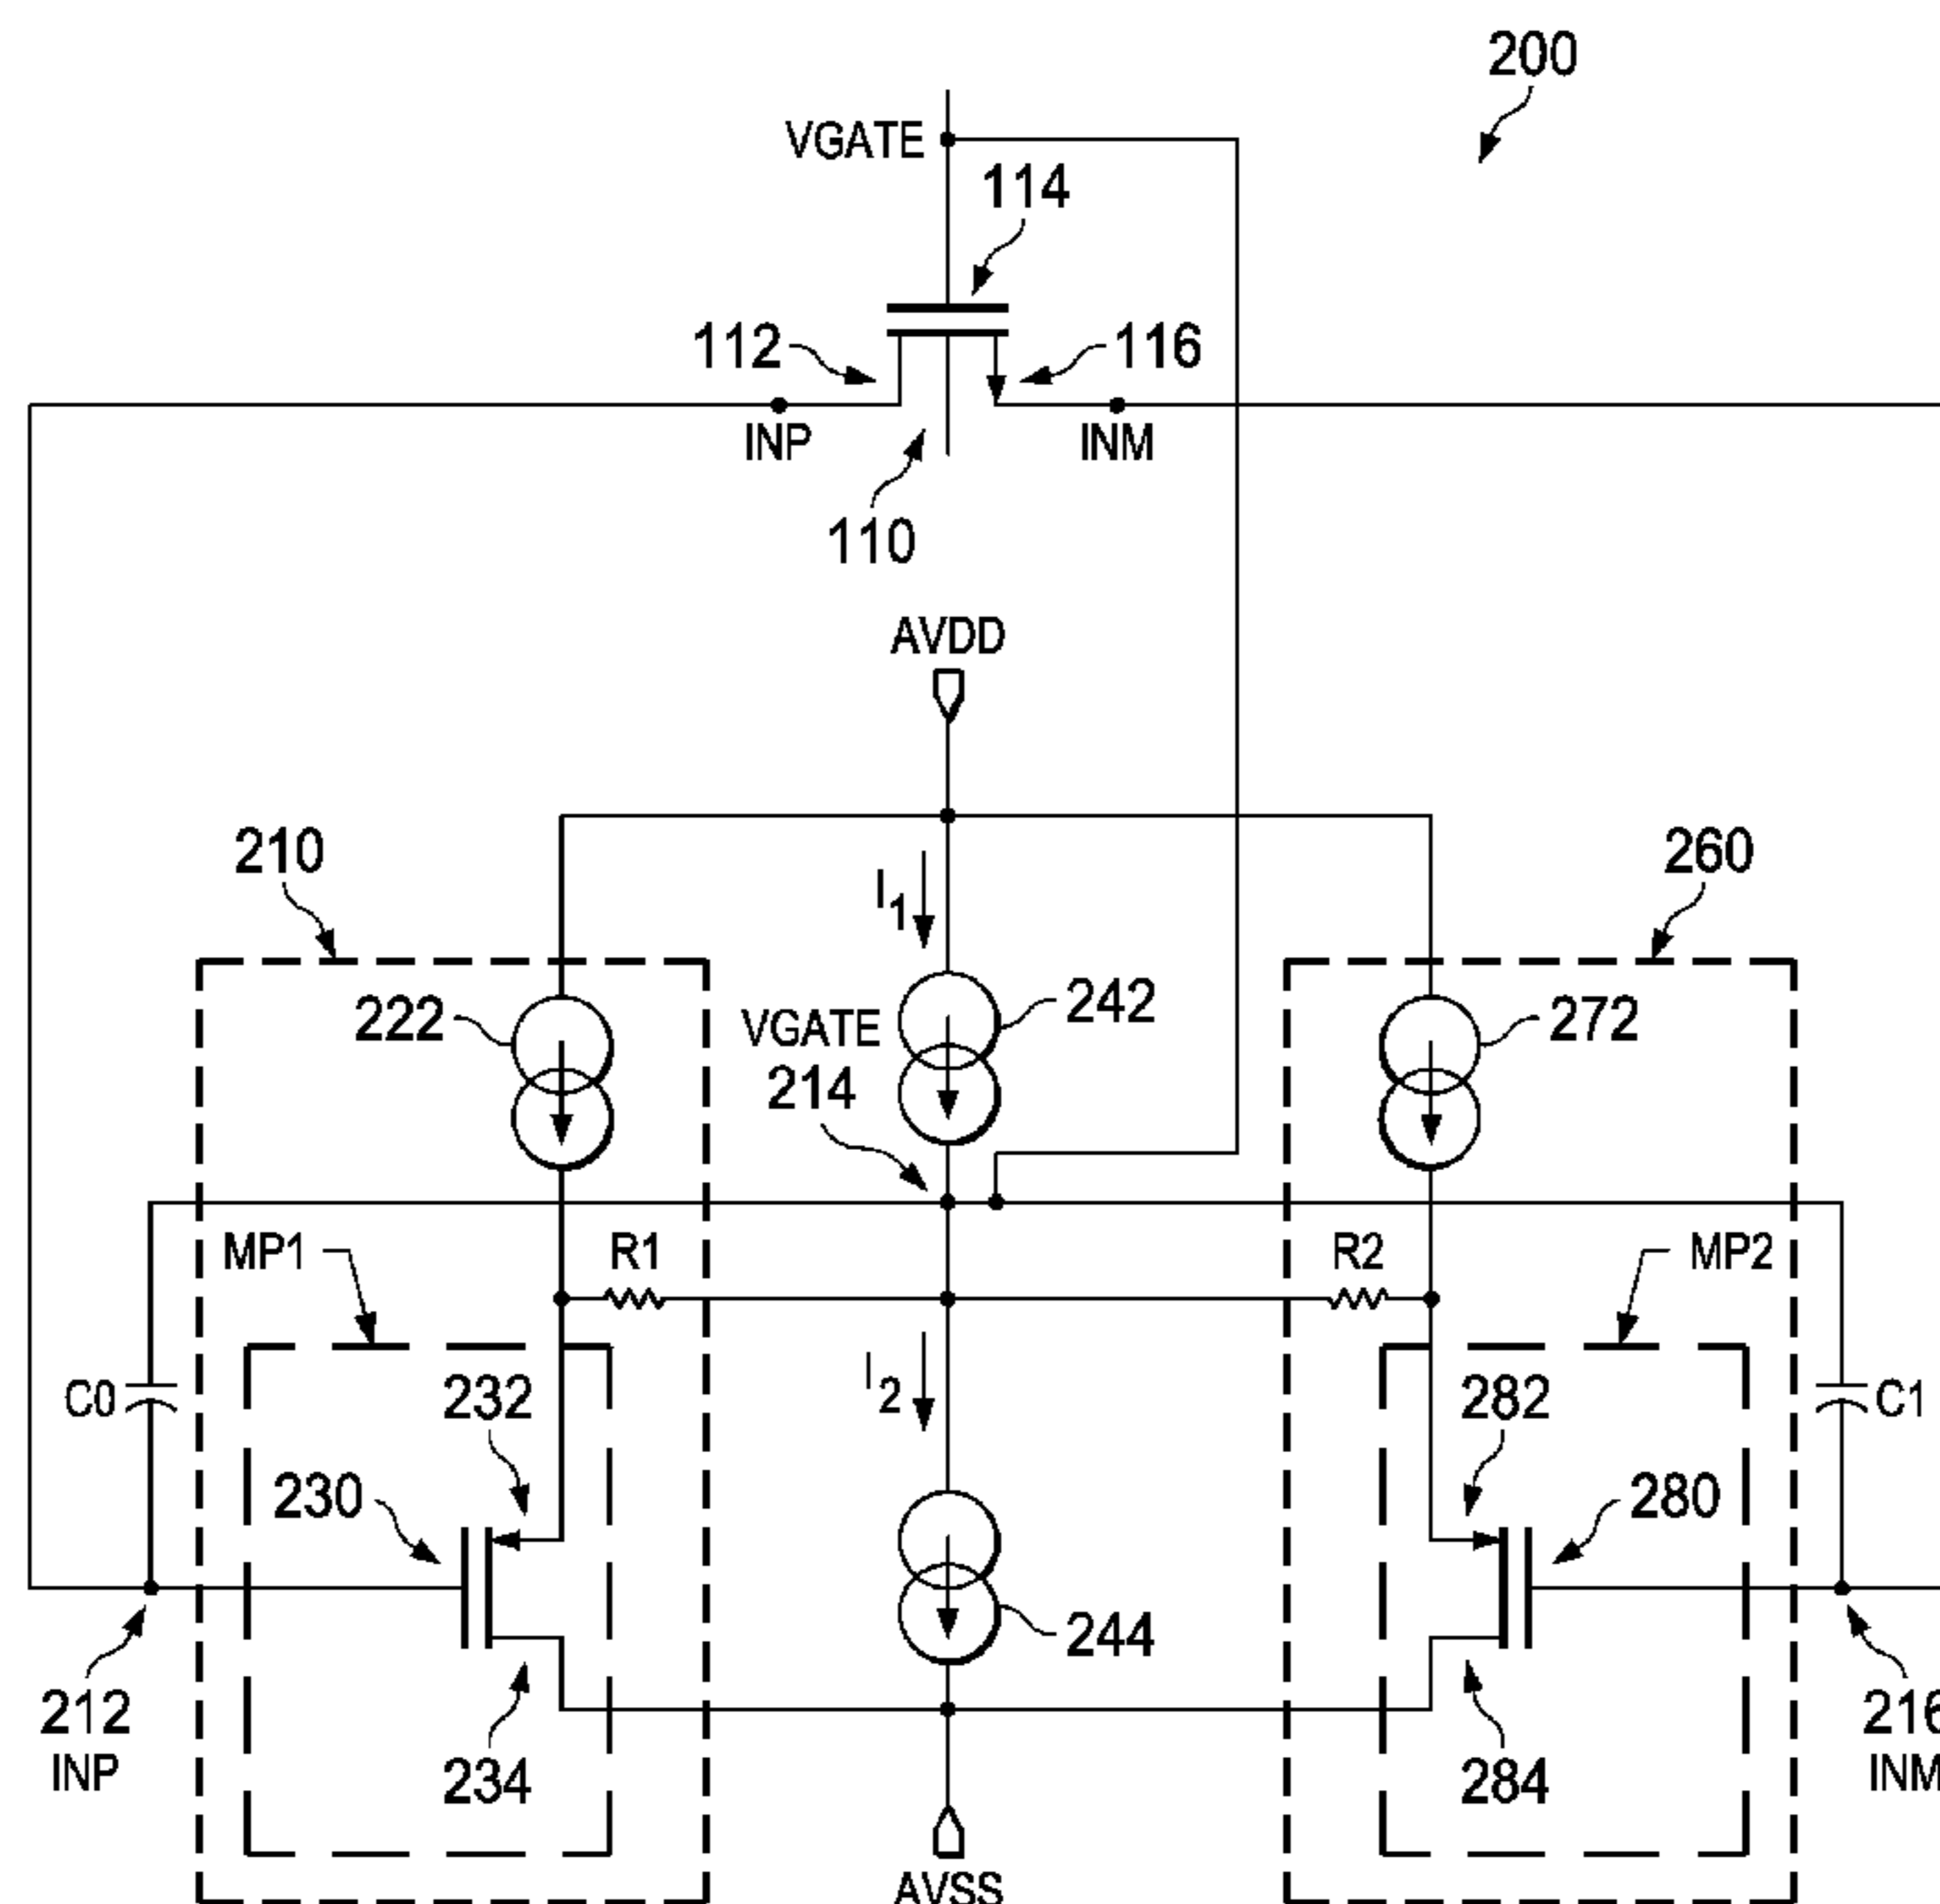 200
VGATE
114
112
116
INP
INM
110
AVDD
210
260
I1
222
242
272
VGATE
214
MP1
R1
R2
MP2
C0
232
I2
282
C1
230
280
244
212
INP
234
284
216
INM
AVSS